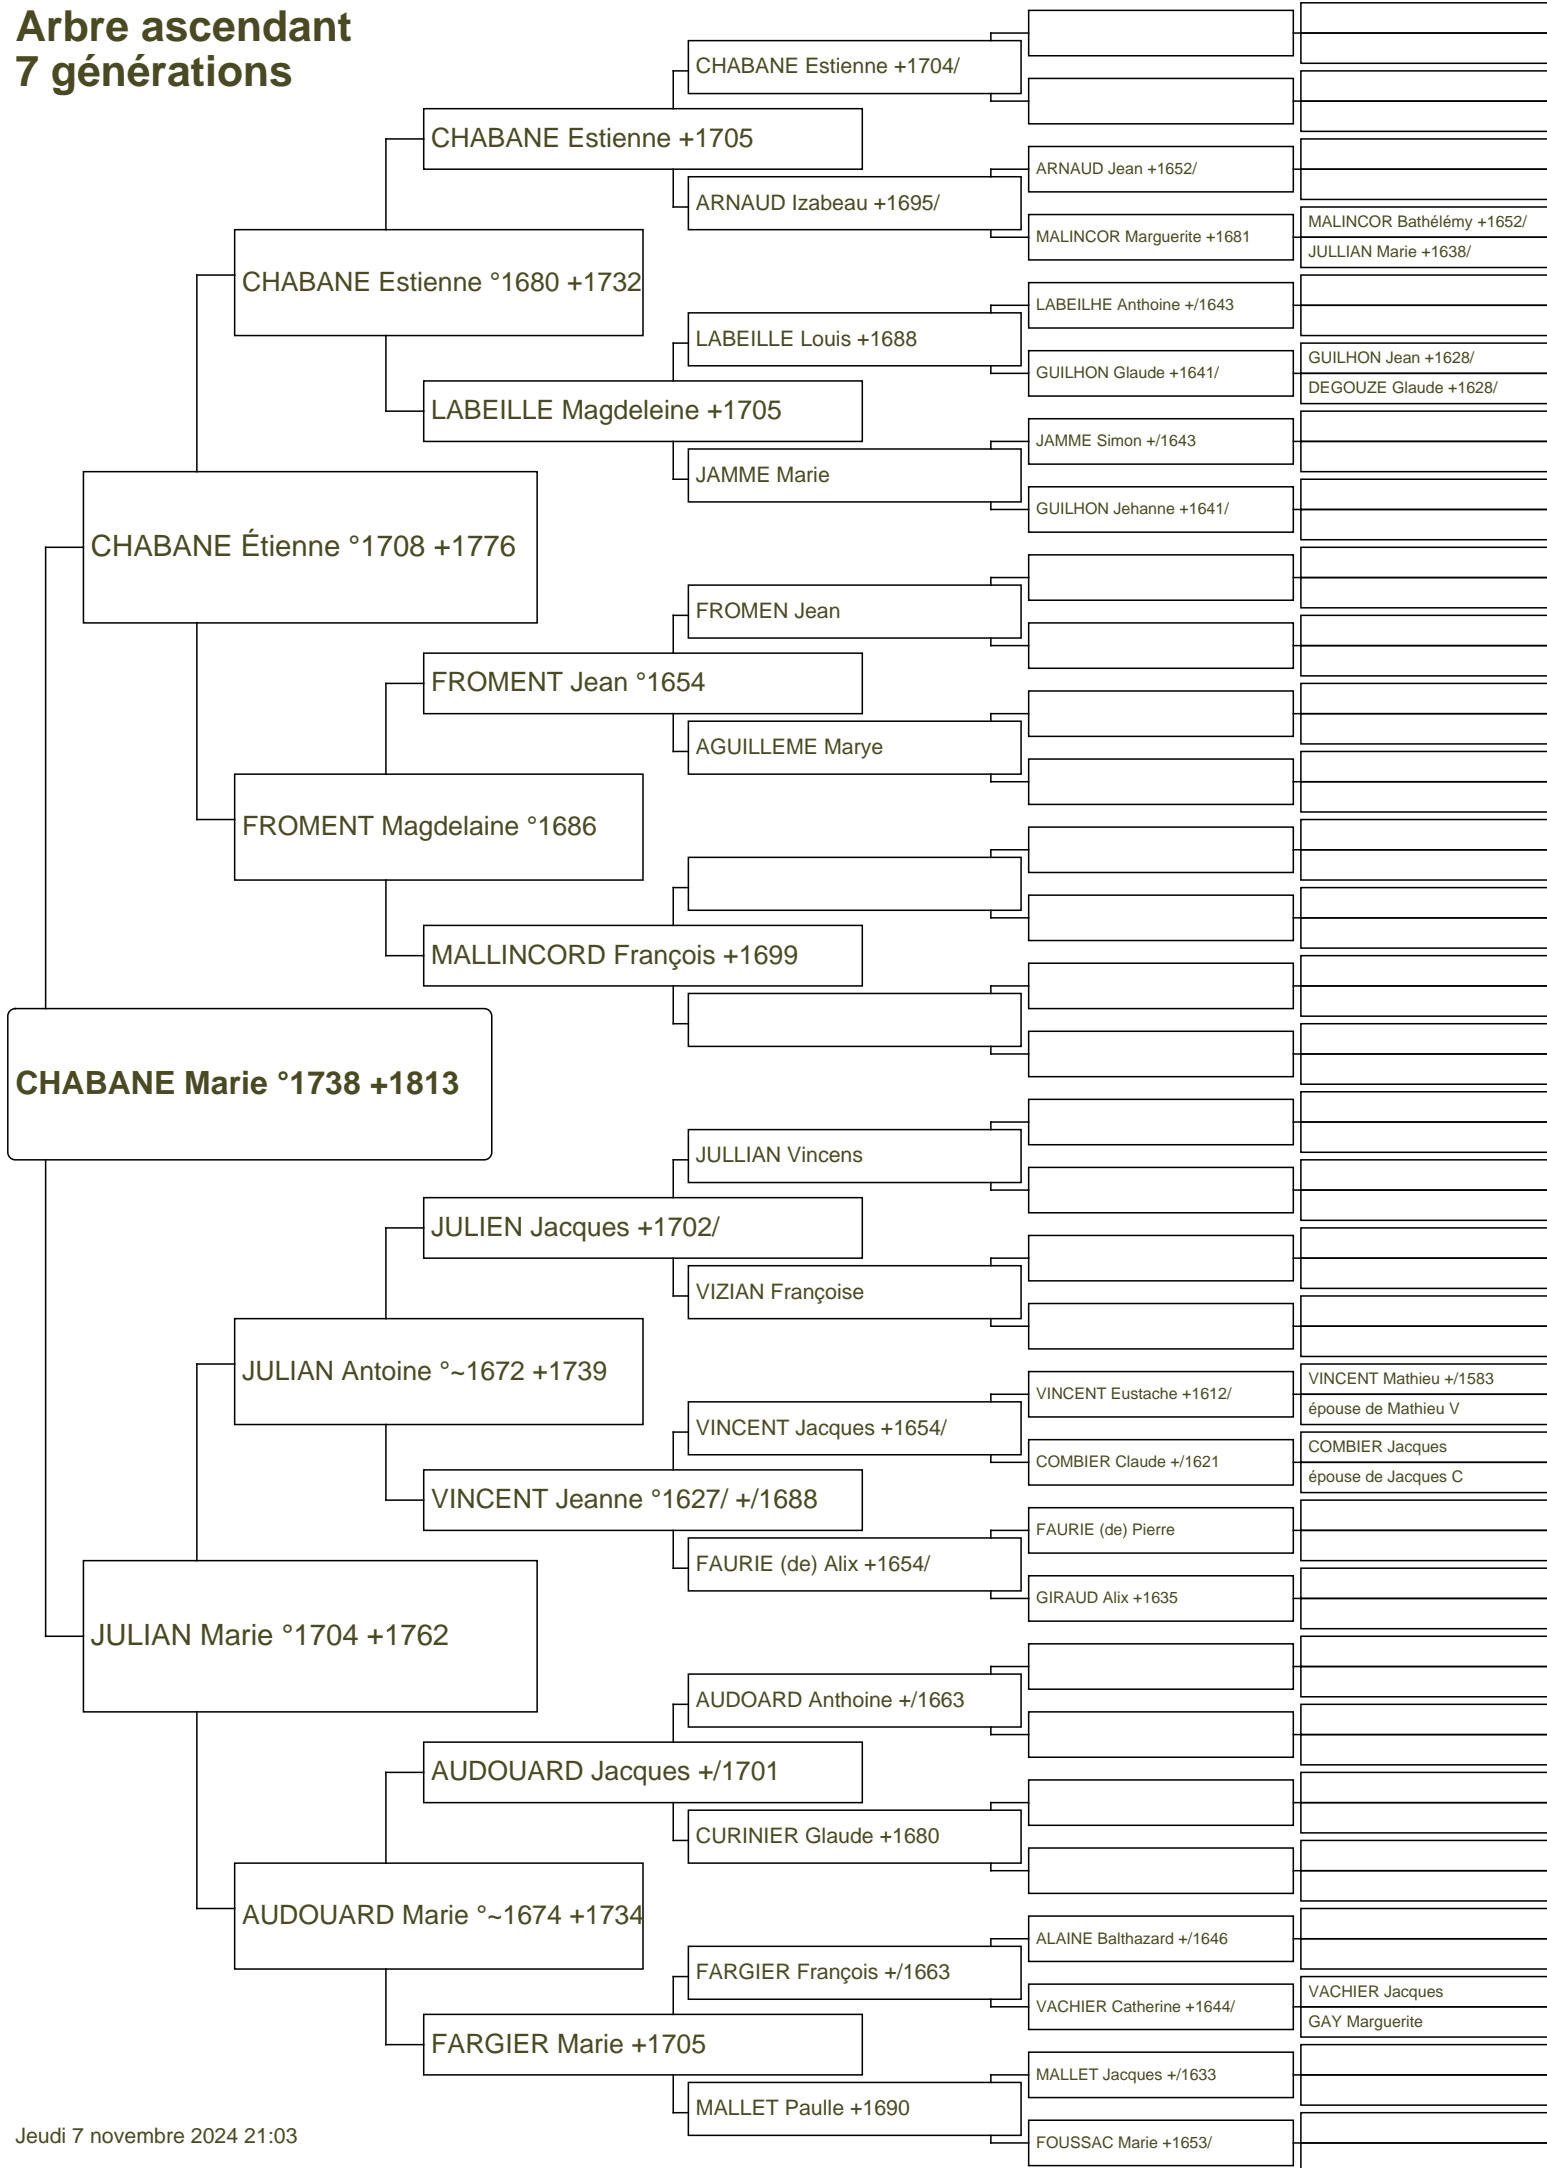 Arbre ascendant
7 générations
CHABANE Estienne +1704/
CHABANE Estienne +1705
ARNAUD Jean +1652/
ARNAUD Izabeau +1695/
MALINCOR Bathélémy +1652/
MALINCOR Marguerite +1681
JULLIAN Marie +1638/
CHABANE Estienne °1680 +1732
LABEILHE Anthoine +/1643
LABEILLE Louis +1688
GUILHON Jean +1628/
GUILHON Glaude +1641/
DEGOUZE Glaude +1628/
LABEILLE Magdeleine +1705
JAMME Simon +/1643
JAMME Marie
GUILHON Jehanne +1641/
CHABANE Étienne °1708 +1776
FROMEN Jean
FROMENT Jean °1654
AGUILLEME Marye
FROMENT Magdelaine °1686
MALLINCORD François +1699
CHABANE Marie °1738 +1813
JULLIAN Vincens
JULIEN Jacques +1702/
VIZIAN Françoise
JULIAN Antoine °~1672 +1739
VINCENT Mathieu +/1583
VINCENT Eustache +1612/
épouse de Mathieu V
VINCENT Jacques +1654/
COMBIER Jacques
COMBIER Claude +/1621
épouse de Jacques C
VINCENT Jeanne °1627/ +/1688
FAURIE (de) Pierre
FAURIE (de) Alix +1654/
GIRAUD Alix +1635
JULIAN Marie °1704 +1762
AUDOARD Anthoine +/1663
AUDOUARD Jacques +/1701
CURINIER Glaude +1680
AUDOUARD Marie °~1674 +1734
ALAINE Balthazard +/1646
FARGIER François +/1663
VACHIER Jacques
VACHIER Catherine +1644/
GAY Marguerite
FARGIER Marie +1705
MALLET Jacques +/1633
MALLET Paulle +1690
FOUSSAC Marie +1653/
Jeudi 7 novembre 2024 21:03